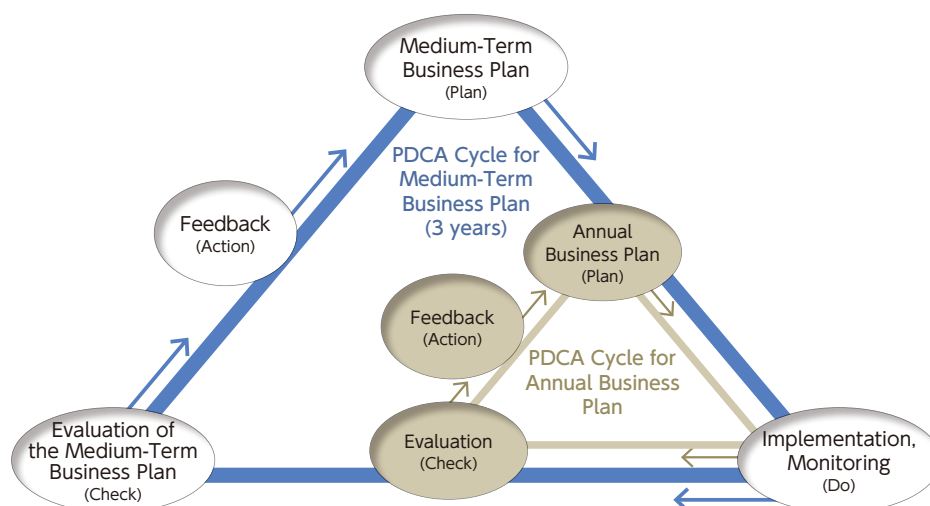 Medium-Term
Business Plan
(Plan)
PDCA Cycle for
Medium-Term
Business Plan
(3 years)
Feedback
(Action)
Annual
Business Plan
(Plan)
Feedback
(Action)
PDCA Cycle for
Annual Business
Plan
Evaluation of
the Medium-Term
Business Plan
(Check)
Evaluation
(Check)
Implementation,
Monitoring
(Do)